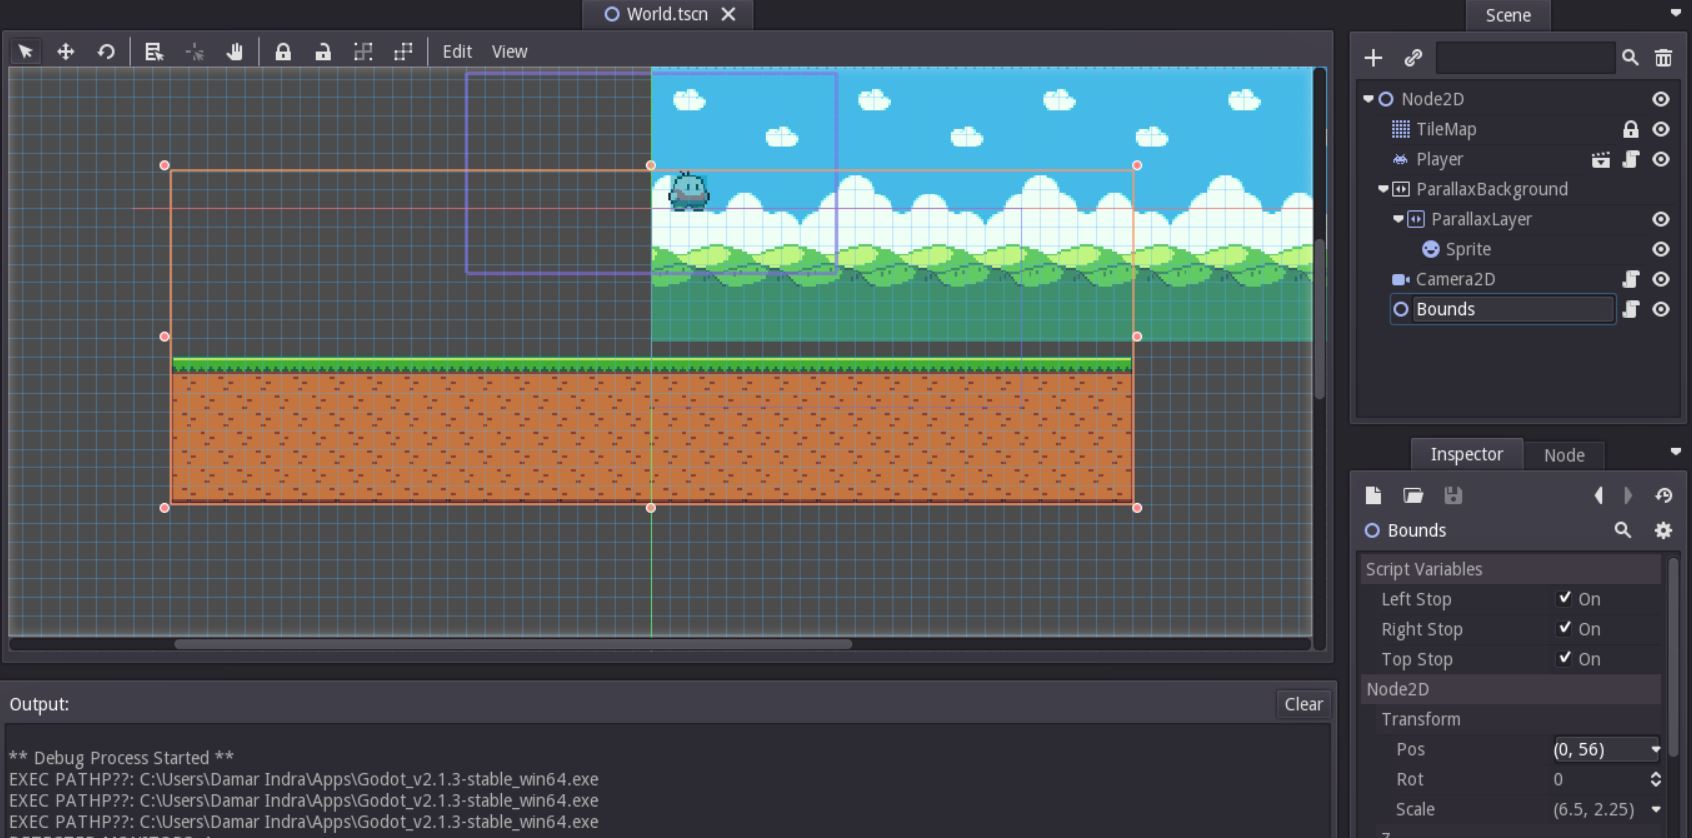 World.tscn
Scene
Edit View
Node2D
TileMap
Player
ParallaxBackground
ParallaxLayer
Sprite
Camera2D
Bounds
Inspector Node
Bounds
Script Variables
Left Stop On
Right Stop On
Top Stop On
Node2D
Transform
Pos (0, 56)
Rot 0
Scale (6.5, 2.25)
Output: Clear
** Debug Process Started **
EXEC PATHP??: C:\Users\Damar Indra\Apps\Godot_v2.1.3-stable_win64.exe
EXEC PATHP??: C:\Users\Damar Indra\Apps\Godot_v2.1.3-stable_win64.exe
EXEC PATHP??: C:\Users\Damar Indra\Apps\Godot_v2.1.3-stable_win64.exe